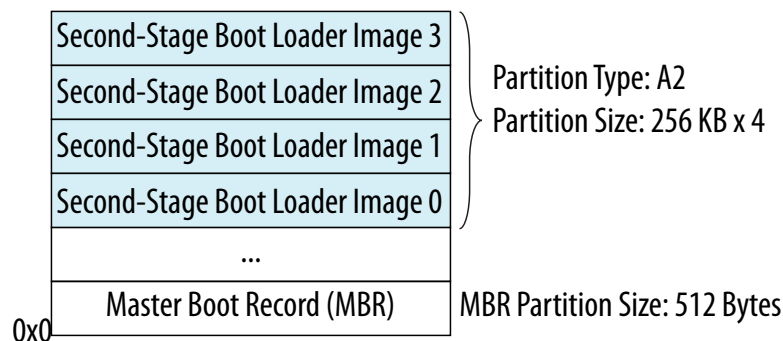 Second-Stage Boot Loader Image 3
Second-Stage Boot Loader Image 2
Second-Stage Boot Loader Image 1
Second-Stage Boot Loader Image 0
Partition Type: A2
Partition Size: 256 KB x 4
...
Master Boot Record (MBR)
MBR Partition Size: 512 Bytes
0x0